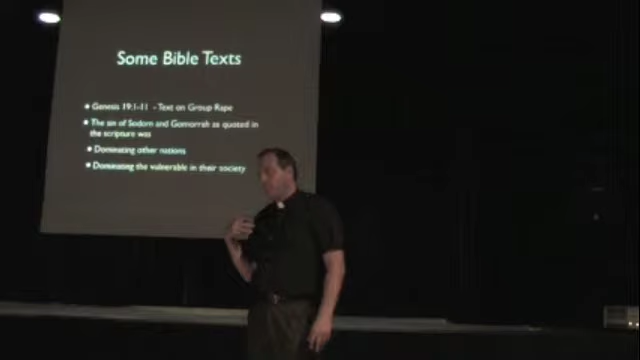 Some Bible Texts
• Genesis 19:1-11 - Text on Group Rape
• The sin of Sodom and Gomorrah as quoted in
the scripture was
• Dominating other nations
• Dominating the vulnerable in their society